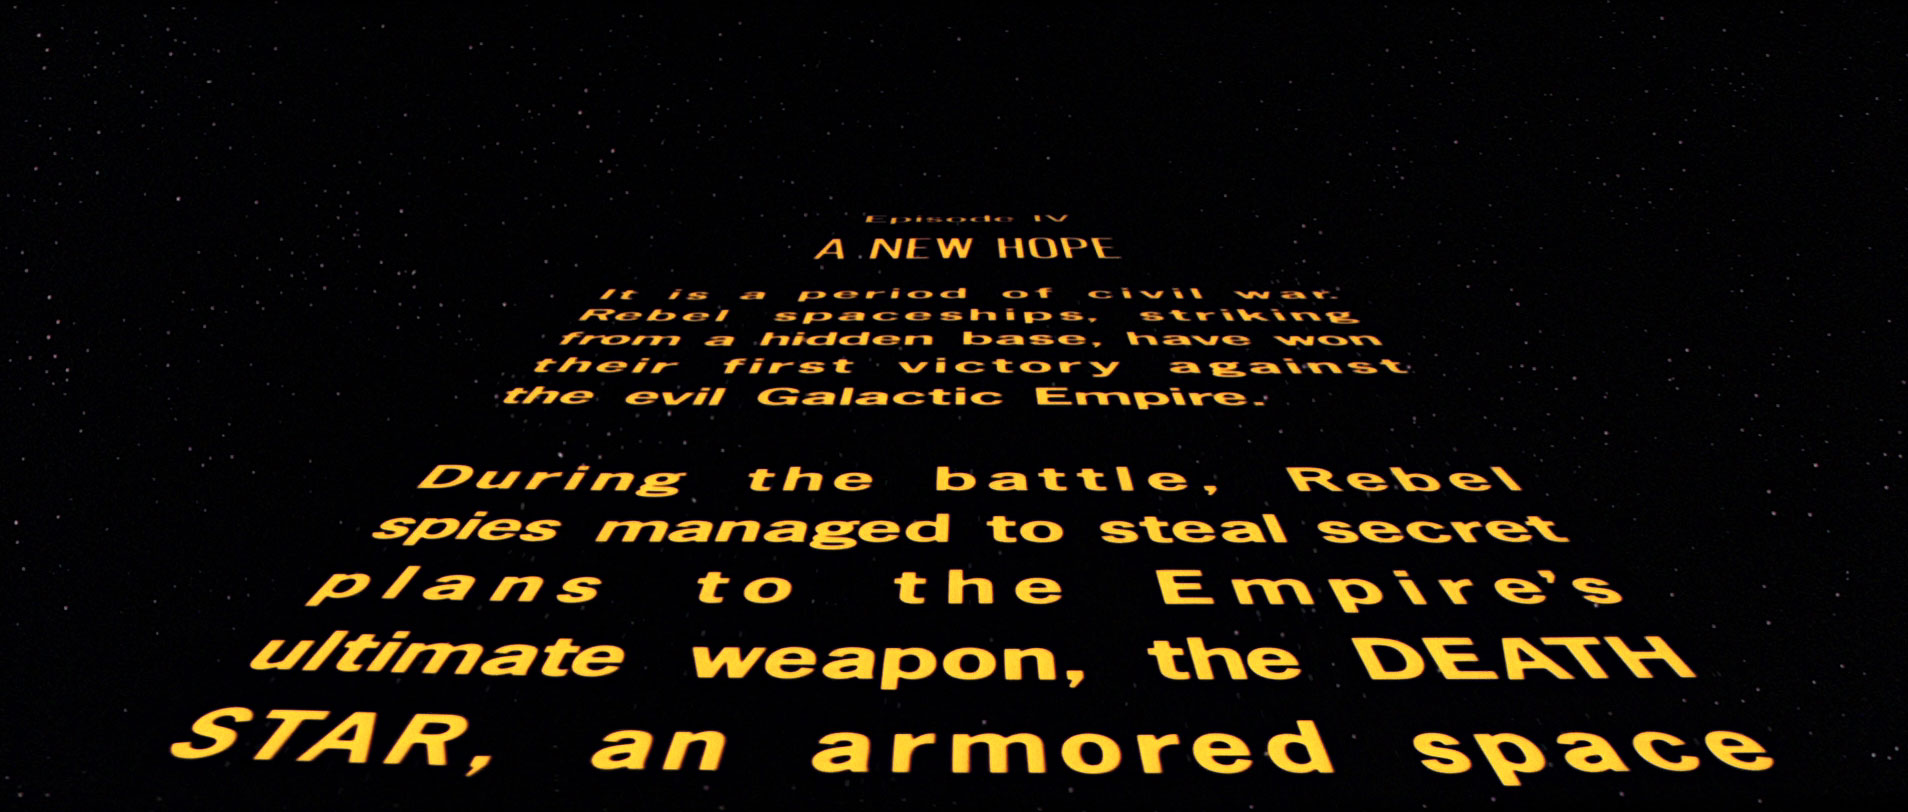 Episode IV
A NEW HOPE
It is a period of civil war.
Rebel spaceships, striking
from a hidden base, have won
their first victory against
the evil Galactic Empire.
During the battle, Rebel
spies managed to steal secret
plans to the Empire's
ultimate weapon, the DEATH
STAR, an armored space